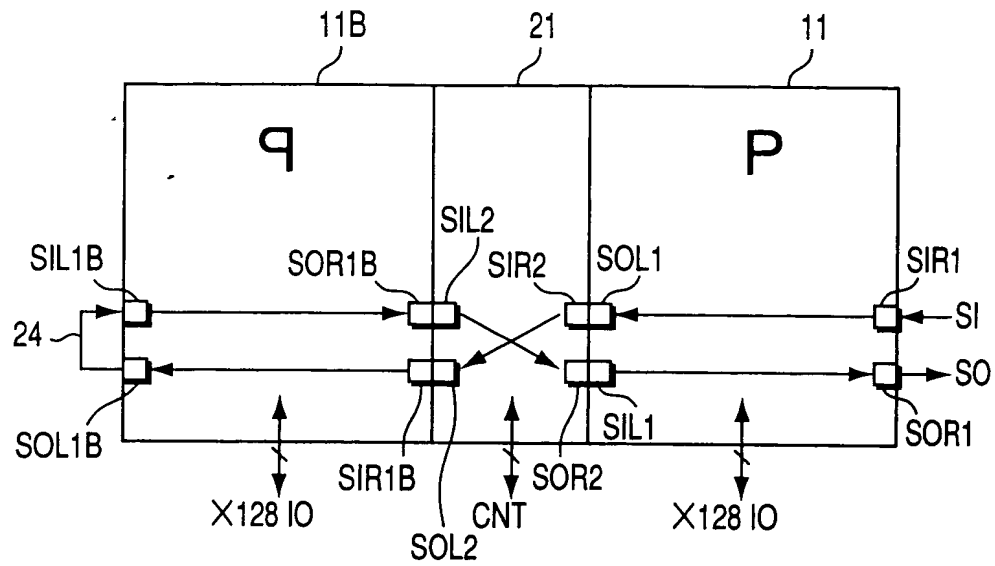 11B 21 11
ꟼ P
SIL2
SIL1B SOR1B SIR2 SOL1 SIR1
SI
24
SO
SOL1B SIR1B SOR2 SIL1 SOR1
X128 IO CNT X128 IO
SOL2